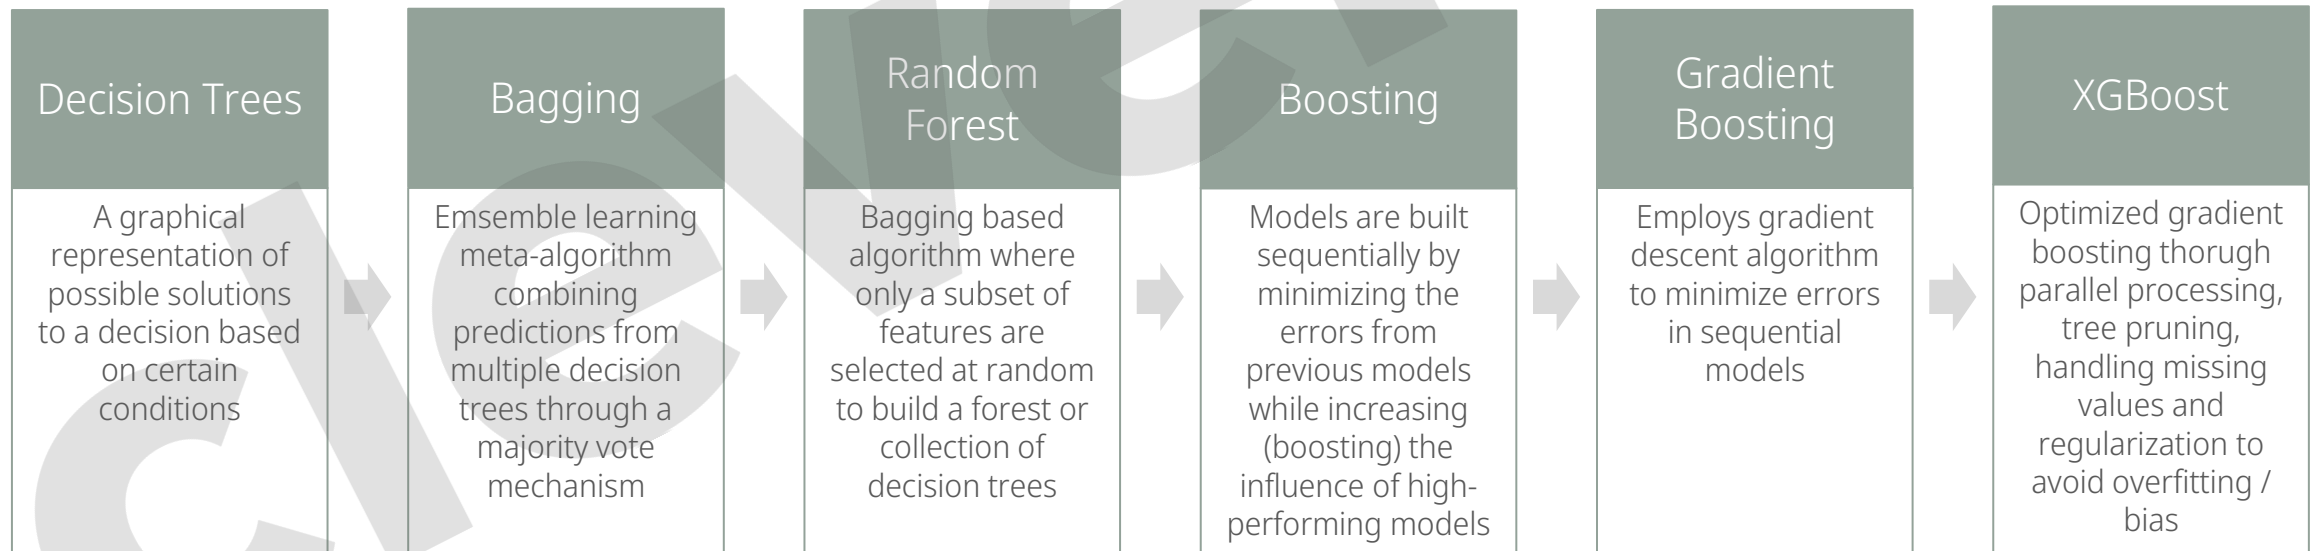 Decision Trees
A graphical
representation of
possible solutions
to a decision based
on certain
conditions
Bagging
Emsemble learning
meta-algorithm
combining
predictions from
multiple decision
trees through a
majority vote
mechanism
Random
Forest
Bagging based
algorithm where
only a subset of
features are
selected at random
to build a forest or
collection of
decision trees
Boosting
Models are built
sequentially by
minimizing the
errors from
previous models
while increasing
(boosting) the
influence of high-
performing models
Gradient
Boosting
Employs gradient
descent algorithm
to minimize errors
in sequential
models
XGBoost
Optimized gradient
boosting thorugh
parallel processing,
tree pruning,
handling missing
values and
regularization to
avoid overfitting /
bias